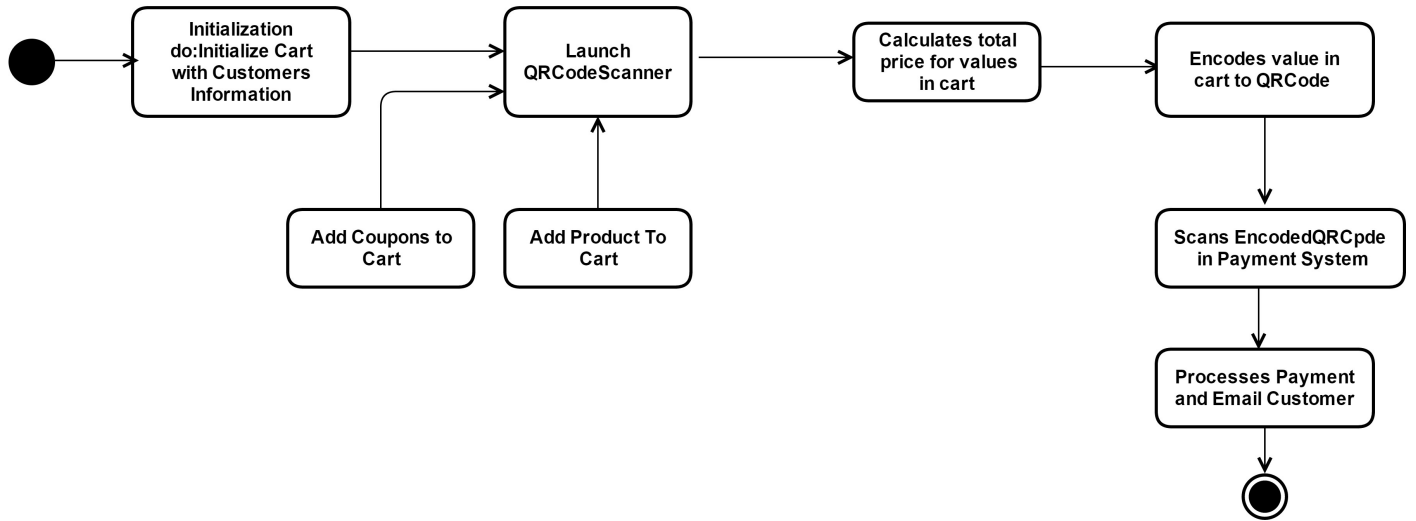 Initialization
do:Initialize Cart
with Customers
Information
Launch
QRCodeScanner
Calculates total
price for values
in cart
Encodes value in
cart to QRCode
Add Coupons to
Cart
Add Product To
Cart
Scans EncodedQRCpde
in Payment System
Processes Payment
and Email Customer